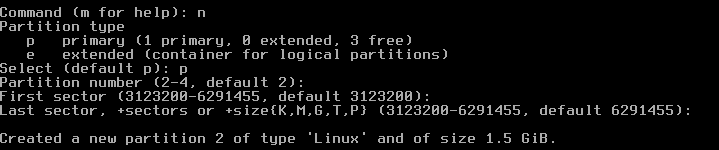 Command (m for help): n
Partition type
   p   primary (1 primary, 0 extended, 3 free)
   e   extended (container for logical partitions)
Select (default p): p
Partition number (2-4, default 2):
First sector (3123200-6291455, default 3123200):
Last sector, +sectors or +size{K,M,G,T,P} (3123200-6291455, default 6291455):

Created a new partition 2 of type 'Linux' and of size 1.5 GiB.